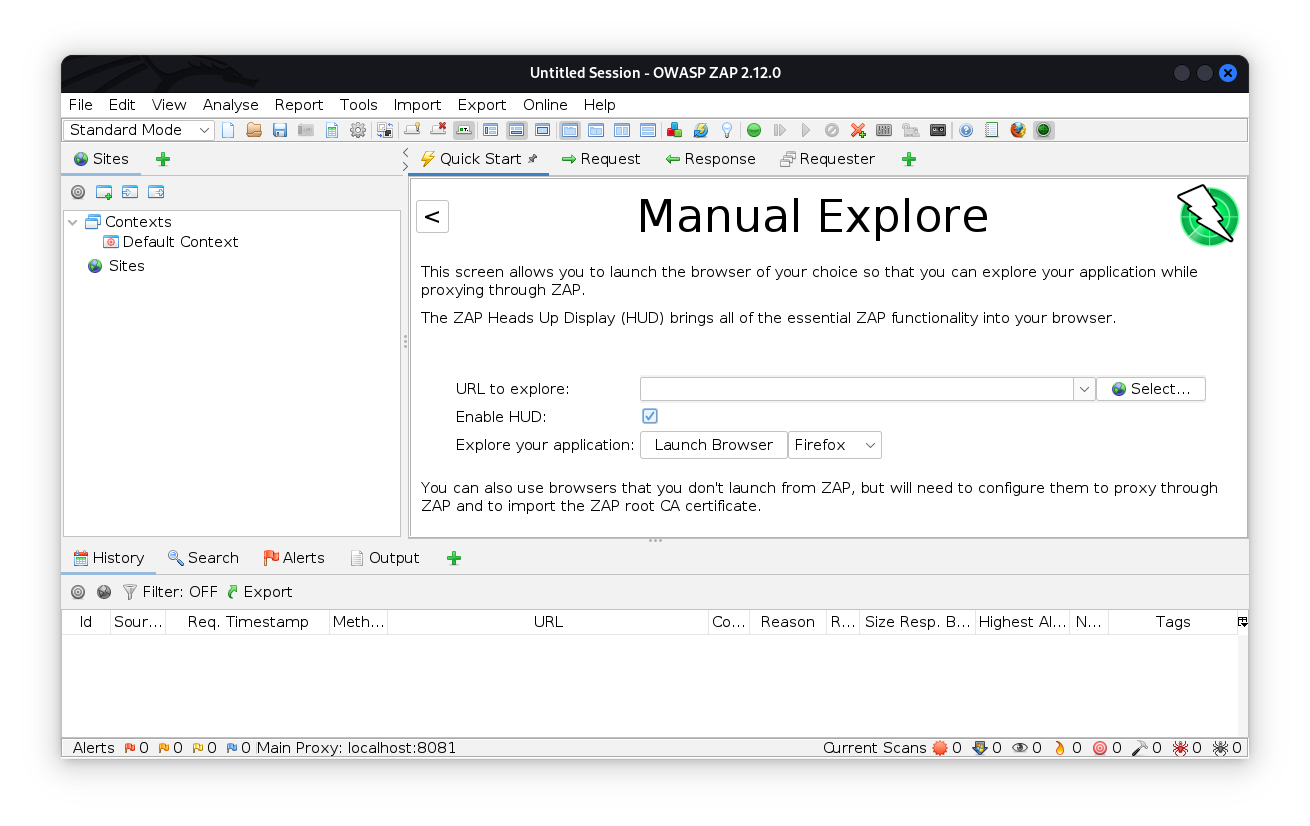 Untitled Session - OWASP ZAP 2.12.0
File Edit View Analyse Report Tools Import Export Online Help
Standard Mode
Sites
Quick Start Request Response Requester
< Manual Explore
Contexts
Default Context
Sites
This screen allows you to launch the browser of your choice so that you can explore your application while
proxying through ZAP.
The ZAP Heads Up Display (HUD) brings all of the essential ZAP functionality into your browser.
URL to explore: Select...
Enable HUD:
Explore your application: Launch Browser Firefox
You can also use browsers that you don't launch from ZAP, but will need to configure them to proxy through
ZAP and to import the ZAP root CA certificate.
History Search Alerts Output
Filter: OFF Export
Id Sour... Req. Timestamp Meth... URL Co... Reason R... Size Resp. B... Highest Al... N... Tags
Alerts 0 0 0 0 Main Proxy: localhost:8081 Current Scans 0 0 0 0 0 0 0 0